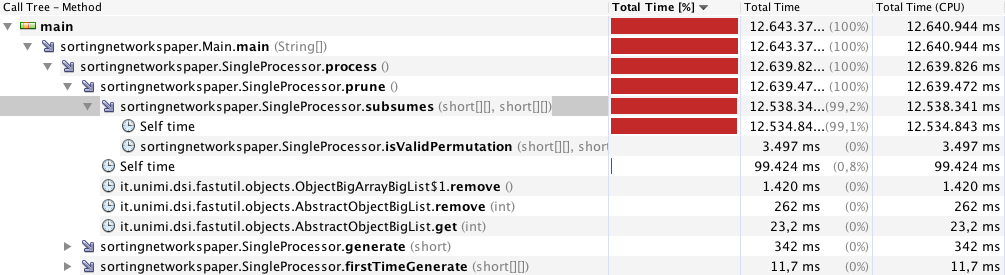 Call Tree - Method Total Time [%] Total Time Total Time (CPU)
main 12.643.37... (100%) 12.640.944 ms
sortingnetworkspaper.Main.main (String[]) 12.643.37... (100%) 12.640.944 ms
sortingnetworkspaper.SingleProcessor.process () 12.639.82... (100%) 12.639.826 ms
sortingnetworkspaper.SingleProcessor.prune () 12.639.47... (100%) 12.639.472 ms
sortingnetworkspaper.SingleProcessor.subsumes (short[][], short[][]) 12.538.34... (99,2%) 12.538.341 ms
Self time 12.534.84... (99,1%) 12.534.843 ms
sortingnetworkspaper.SingleProcessor.isValidPermutation (short[][], short 3.497 ms (0%) 3.497 ms
Self time 99.424 ms (0,8%) 99.424 ms
it.unimi.dsi.fastutil.objects.ObjectBigArrayBigList$1.remove () 1.420 ms (0%) 1.420 ms
it.unimi.dsi.fastutil.objects.AbstractObjectBigList.remove (int) 262 ms (0%) 262 ms
it.unimi.dsi.fastutil.objects.AbstractObjectBigList.get (int) 23,2 ms (0%) 23,2 ms
sortingnetworkspaper.SingleProcessor.generate (short) 342 ms (0%) 342 ms
sortingnetworkspaper.SingleProcessor.firstTimeGenerate (short[][]) 11,7 ms (0%) 11,7 ms